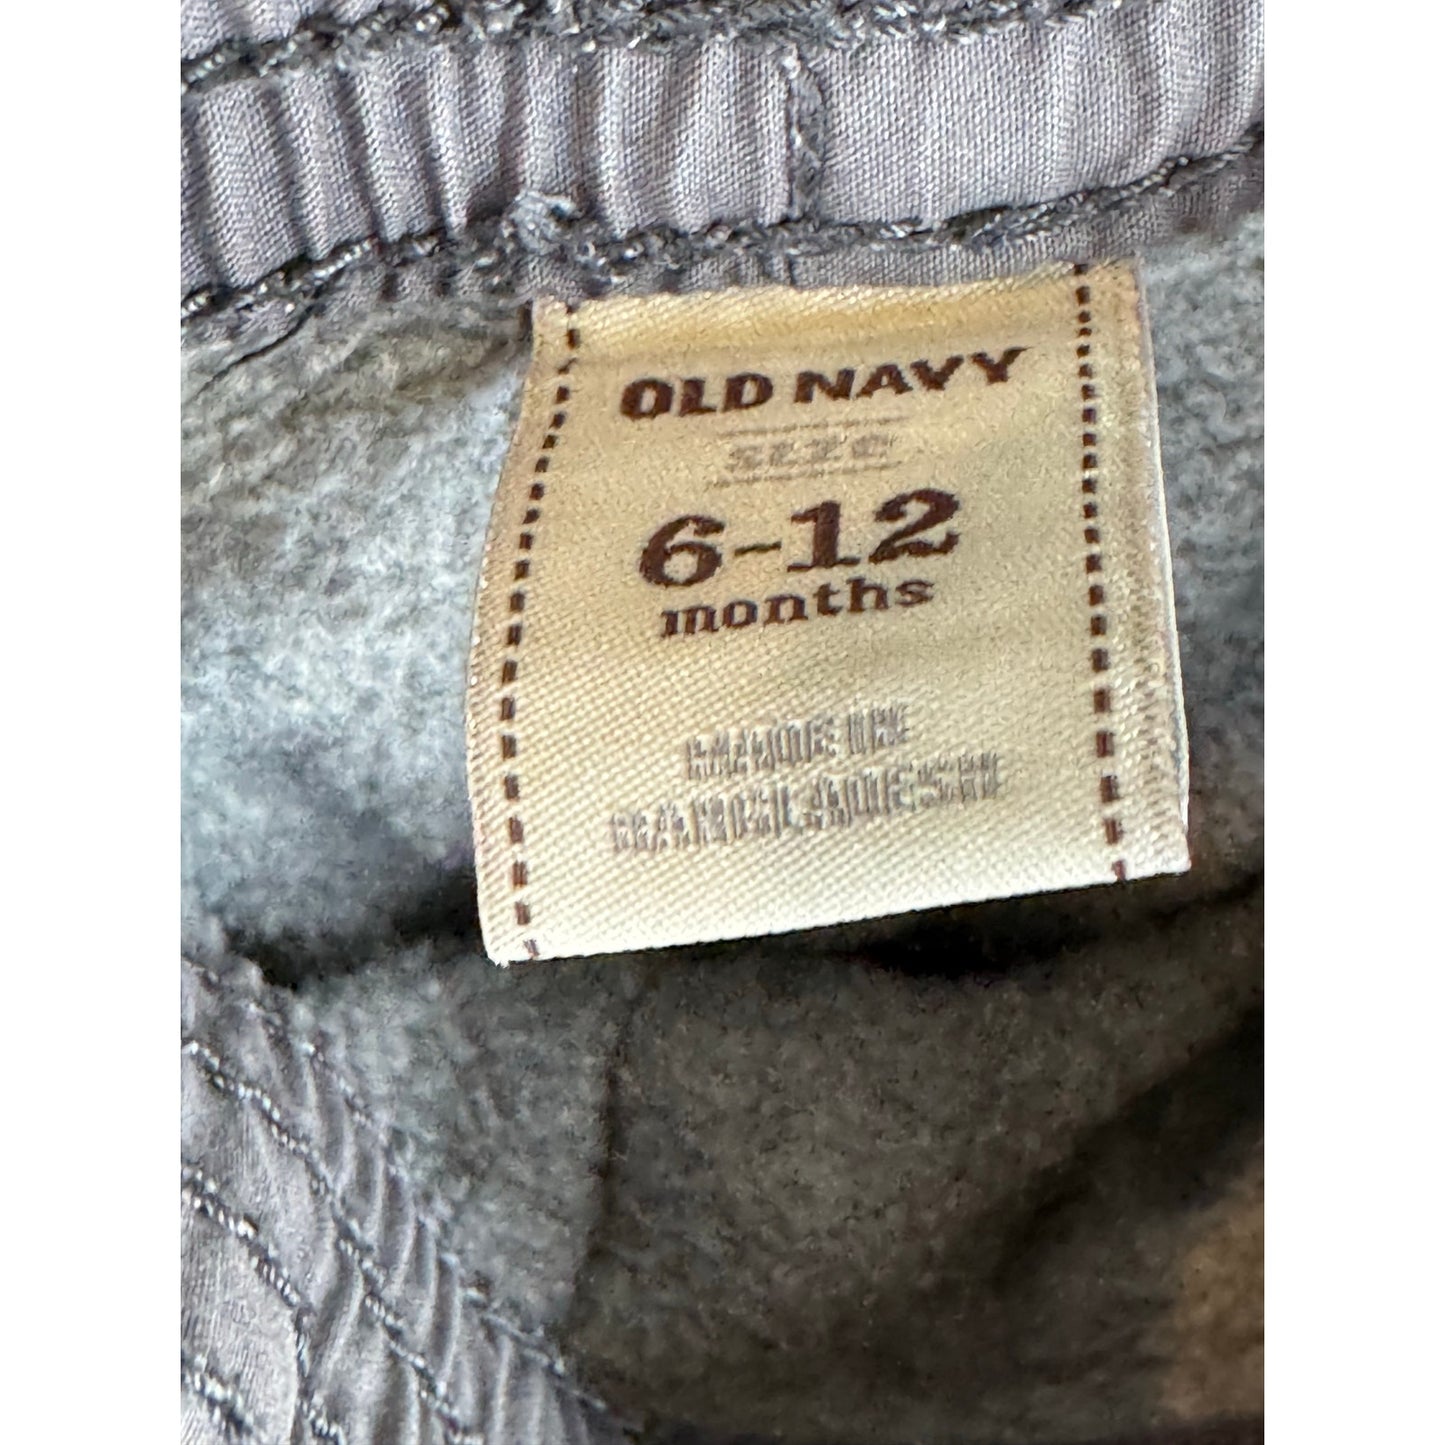 OLD NAVY
SIZE
6-12
months
MADE IN
BANGLADESH